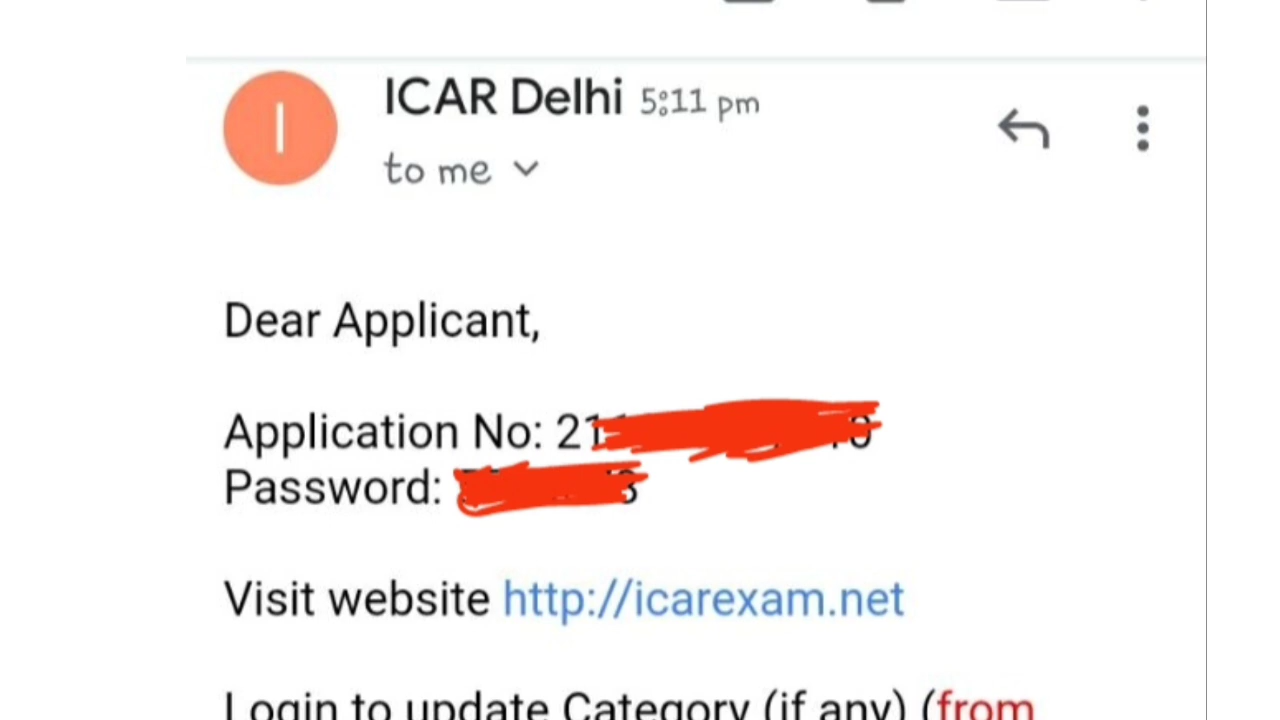 I
ICAR Delhi 5:11 pm
to me
Dear Applicant,
Application No: 21
Password:
Visit website http://icarexam.net
Login to update Category (if any) (from